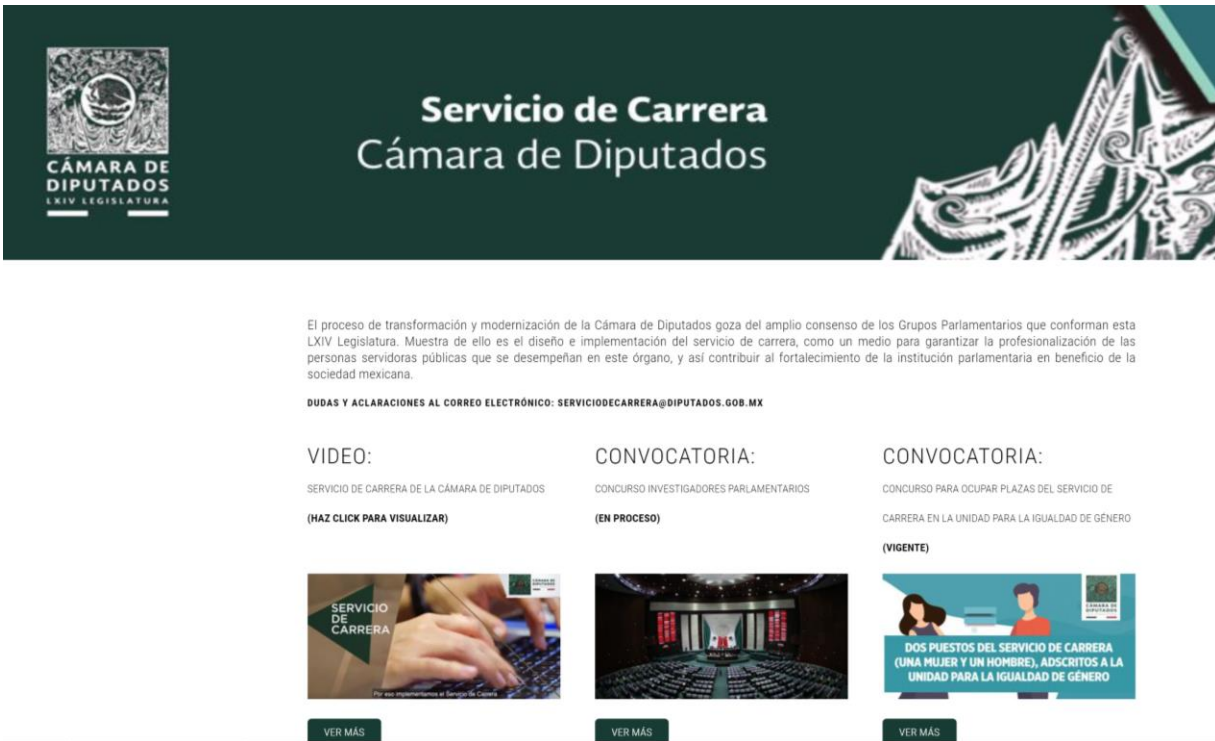 CÁMARA DE
DIPUTADOS
LXIV LEGISLATURA
Servicio de Carrera
Cámara de Diputados
El proceso de transformación y modernización de la Cámara de Diputados goza del amplio consenso de los Grupos Parlamentarios que conforman esta
LXIV Legislatura. Muestra de ello es el diseño e implementación del servicio de carrera, como un medio para garantizar la profesionalización de las
personas servidoras públicas que se desempeñan en este órgano, y así contribuir al fortalecimiento de la institución parlamentaria en beneficio de la
sociedad mexicana.
DUDAS Y ACLARACIONES AL CORREO ELECTRÓNICO: SERVICIODECARRERA@DIPUTADOS.GOB.MX
VIDEO:
SERVICIO DE CARRERA DE LA CÁMARA DE DIPUTADOS
(HAZ CLICK PARA VISUALIZAR)
SERVICIO
DE
CARRERA
CÁMARA DE
DIPUTADOS
Por eso implementamos el Servicio de Carrera
VER MÁS
CONVOCATORIA:
CONCURSO INVESTIGADORES PARLAMENTARIOS
(EN PROCESO)
VER MÁS
CONVOCATORIA:
CONCURSO PARA OCUPAR PLAZAS DEL SERVICIO DE
CARRERA EN LA UNIDAD PARA LA IGUALDAD DE GÉNERO
(VIGENTE)
CÁMARA DE
DIPUTADOS
DOS PUESTOS DEL SERVICIO DE CARRERA
(UNA MUJER Y UN HOMBRE), ADSCRITOS A LA
UNIDAD PARA LA IGUALDAD DE GÉNERO
VER MÁS